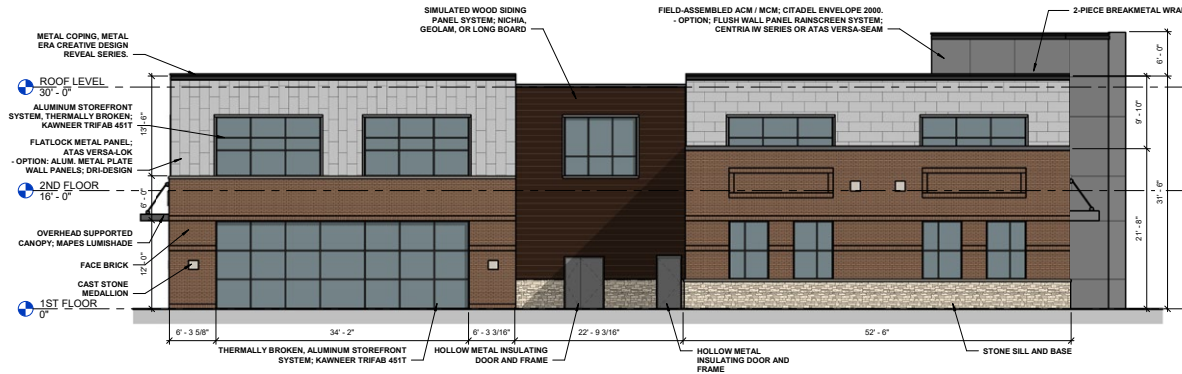 SIMULATED WOOD SIDING
PANEL SYSTEM; NICHIA,
GEOLAM, OR LONG BOARD
FIELD-ASSEMBLED ACM / MCM; CITADEL ENVELOPE 2000.
- OPTION; FLUSH WALL PANEL RAINSCREEN SYSTEM;
CENTRIA IW SERIES OR ATAS VERSA-SEAM
2-PIECE BREAKMETAL WRA
METAL COPING, METAL
ERA CREATIVE DESIGN
REVEAL SERIES.
6' - 0"
ROOF LEVEL
30' - 0"
ALUMINUM STOREFRONT
SYSTEM, THERMALLY BROKEN;
KAWNEER TRIFAB 451T
13'- 6"
9' - 10"
FLATLOCK METAL PANEL;
ATAS VERSA-LOK
- OPTION: ALUM. METAL PLATE
WALL PANELS; DRI-DESIGN
2ND FLOOR
16' - 0"
6'- 0"
31' - 6"
21' - 8"
OVERHEAD SUPPORTED
CANOPY; MAPES LUMISHADE
FACE BRICK
12'- 0"
CAST STONE
MEDALLION
1ST FLOOR
0"
6' - 3 5/8"
34' - 2"
6' - 3 3/16"
22' - 9 3/16"
52' - 6"
THERMALLY BROKEN, ALUMINUM STOREFRONT
SYSTEM; KAWNEER TRIFAB 451T
HOLLOW METAL INSULATING
DOOR AND FRAME
HOLLOW METAL
INSULATING DOOR AND
FRAME
STONE SILL AND BASE